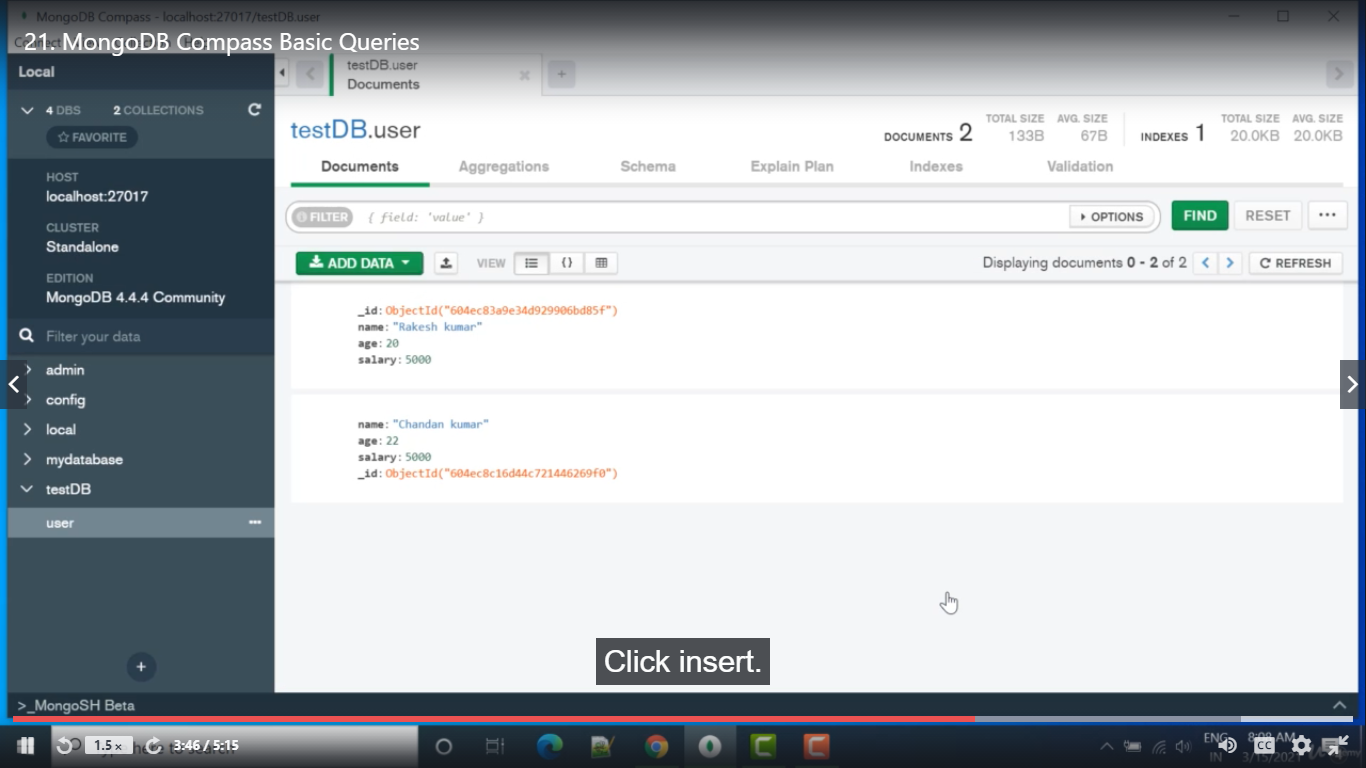 MongoDB Compass - localhost:27017/testDB.user
21. MongoDB Compass Basic Queries
Local
testDB.user
Documents
4 DBS 2 COLLECTIONS
FAVORITE
HOST
localhost:27017
CLUSTER
Standalone
EDITION
MongoDB 4.4.4 Community
Filter your data
admin
config
local
mydatabase
testDB
user
>_MongoSH Beta
testDB.user
DOCUMENTS 2
TOTAL SIZE AVG. SIZE
133B 67B
INDEXES 1
TOTAL SIZE AVG. SIZE
20.0KB 20.0KB
Documents Aggregations Schema Explain Plan Indexes Validation
FILTER { field: 'value' } OPTIONS FIND RESET
ADD DATA VIEW {} Displaying documents 0 - 2 of 2 REFRESH
_id: ObjectId("604ec83a9e34d929906bd85f")
name: "Rakesh kumar"
age: 20
salary: 5000
name: "Chandan kumar"
age: 22
salary: 5000
_id: ObjectId("604ec8c16d44c721446269f0")
Click insert.
1.5× 3:46 / 5:15
here to search
ENG
IN
CC